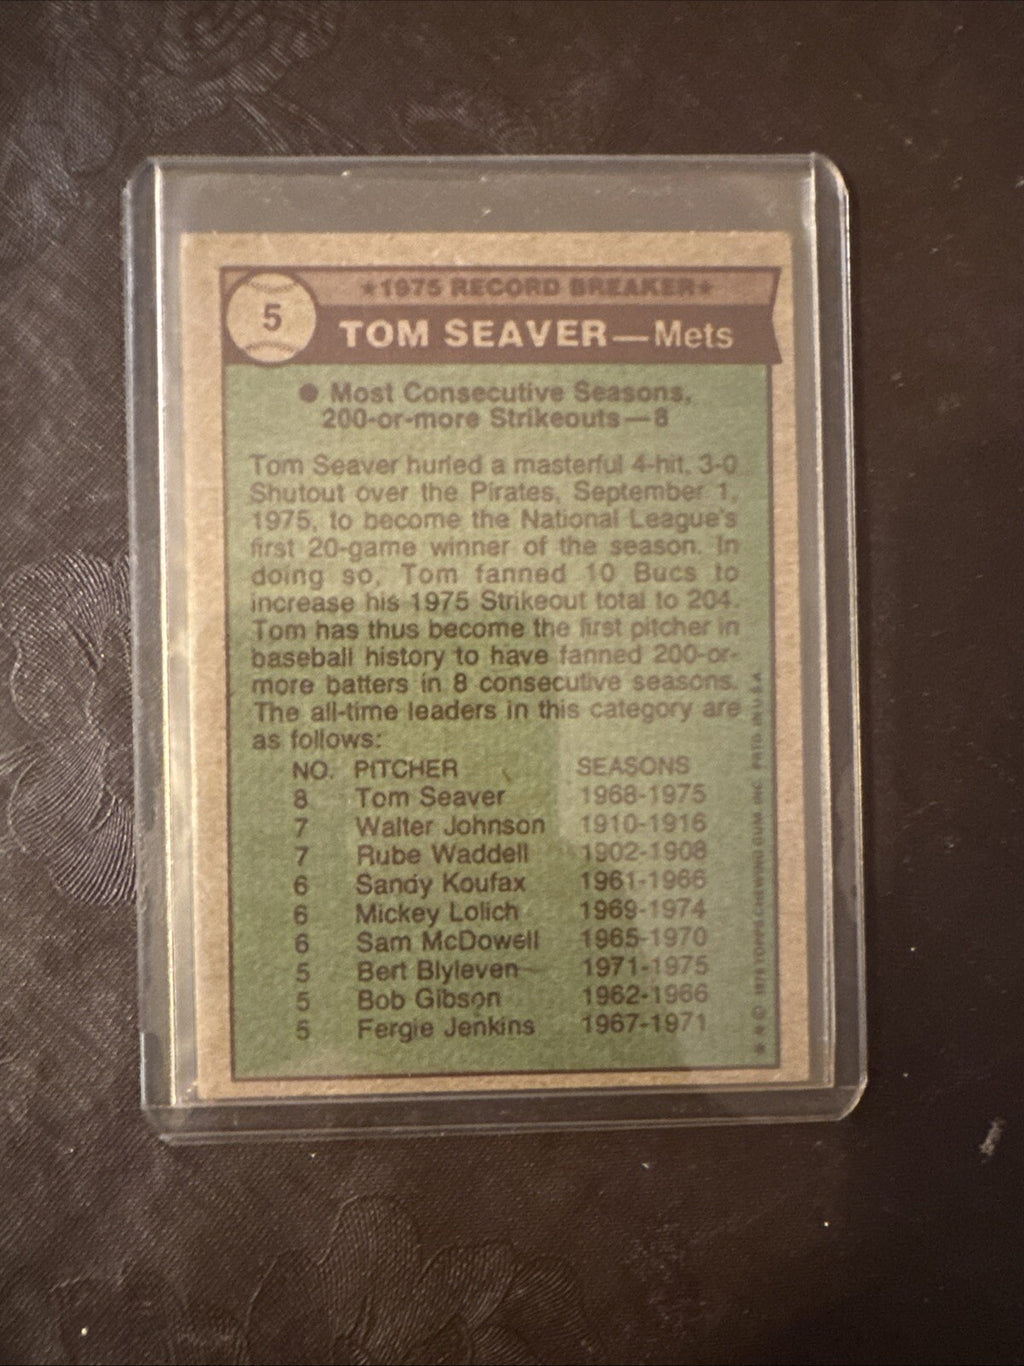 ★1975 RECORD BREAKER★
5
TOM SEAVER—Mets
● Most Consecutive Seasons,
200-or-more Strikeouts—8
Tom Seaver hurled a masterful 4-hit, 3-0
Shutout over the Pirates, September 1,
1975, to become the National League's
first 20-game winner of the season. In
doing so, Tom fanned 10 Bucs to
increase his 1975 Strikeout total to 204.
Tom has thus become the first pitcher in
baseball history to have fanned 200-or-
more batters in 8 consecutive seasons.
The all-time leaders in this category are
as follows:
NO. PITCHER SEASONS
8 Tom Seaver 1968-1975
7 Walter Johnson 1910-1916
7 Rube Waddell 1902-1908
6 Sandy Koufax 1961-1966
6 Mickey Lolich 1969-1974
6 Sam McDowell 1965-1970
5 Bert Blyleven 1971-1975
5 Bob Gibson 1962-1966
5 Fergie Jenkins 1967-1971
★★© 1976 TOPPS CHEWING GUM, INC. PRTD. IN U.S.A.